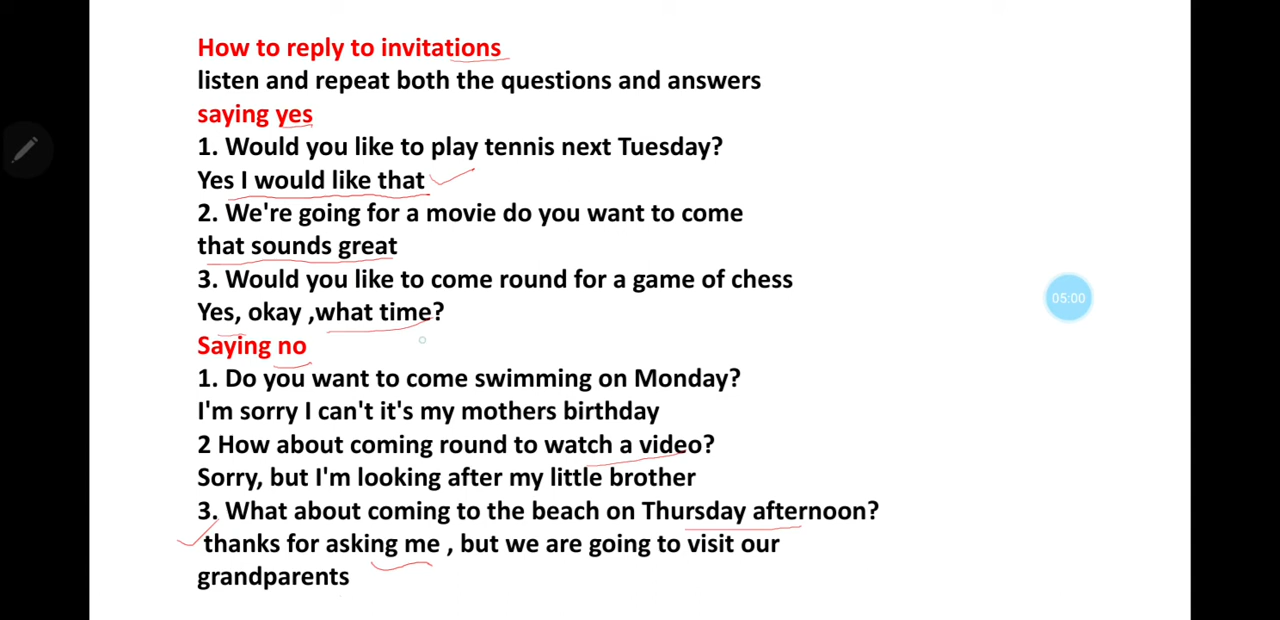 How to reply to invitations
listen and repeat both the questions and answers
saying yes
1. Would you like to play tennis next Tuesday?
Yes I would like that
2. We're going for a movie do you want to come
that sounds great
3. Would you like to come round for a game of chess
Yes, okay ,what time?
05:00
Saying no
1. Do you want to come swimming on Monday?
I'm sorry I can't it's my mothers birthday
2 How about coming round to watch a video?
Sorry, but I'm looking after my little brother
3. What about coming to the beach on Thursday afternoon?
thanks for asking me , but we are going to visit our
grandparents